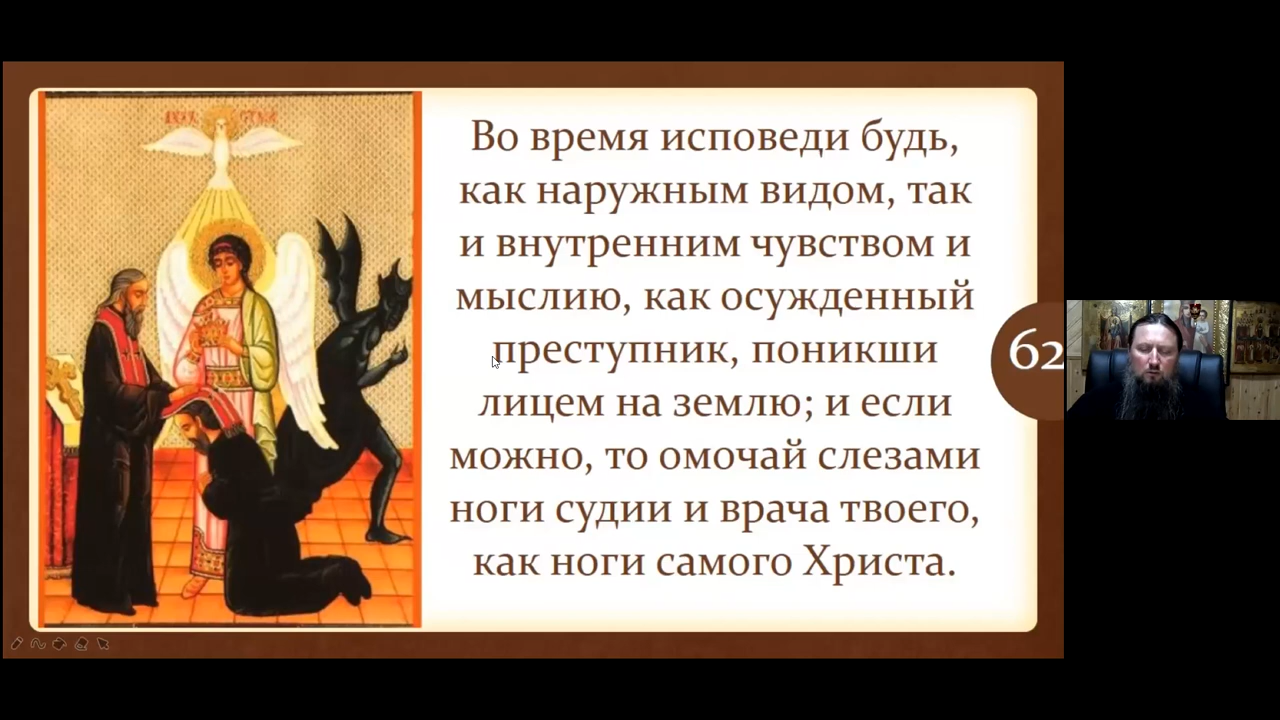 Во время исповеди будь,
как наружным видом, так
и внутренним чувством и
мыслию, как осужденный
преступник, поникши
лицем на землю; и если
можно, то омочай слезами
ноги судии и врача твоего,
как ноги самого Христа.
62